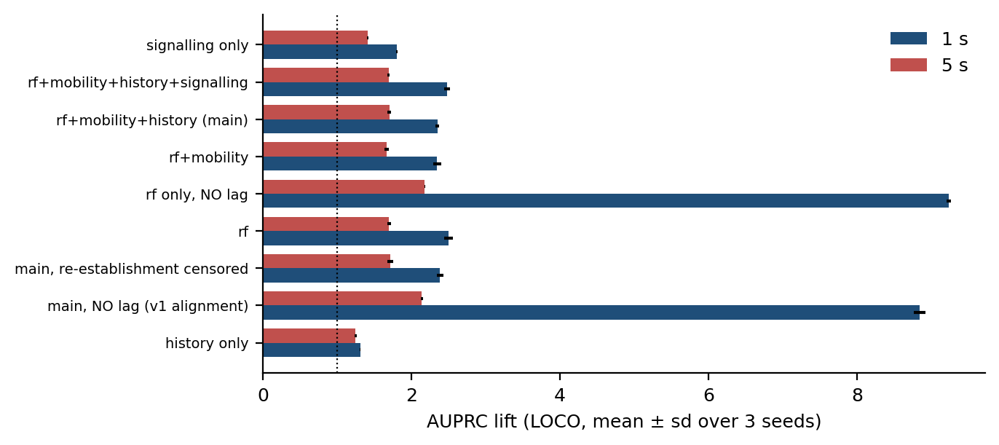 signalling only
rf+mobility+history+signalling
rf+mobility+history (main)
rf+mobility
rf only, NO lag
rf
main, re-establishment censored
main, NO lag (v1 alignment)
history only
1 s
5 s
0 2 4 6 8
AUPRC lift (LOCO, mean ± sd over 3 seeds)